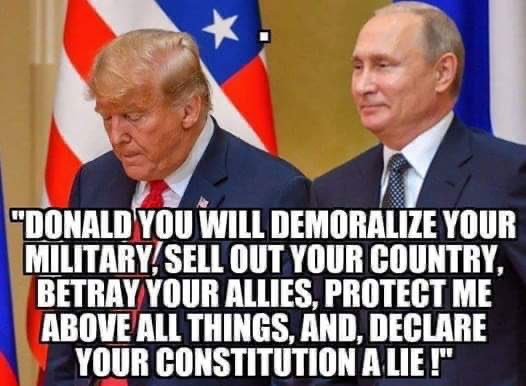 "DONALD YOU WILL DEMORALIZE YOUR
MILITARY, SELL OUT YOUR COUNTRY,
BETRAY YOUR ALLIES, PROTECT ME
ABOVE ALL THINGS, AND, DECLARE
YOUR CONSTITUTION A LIE !"